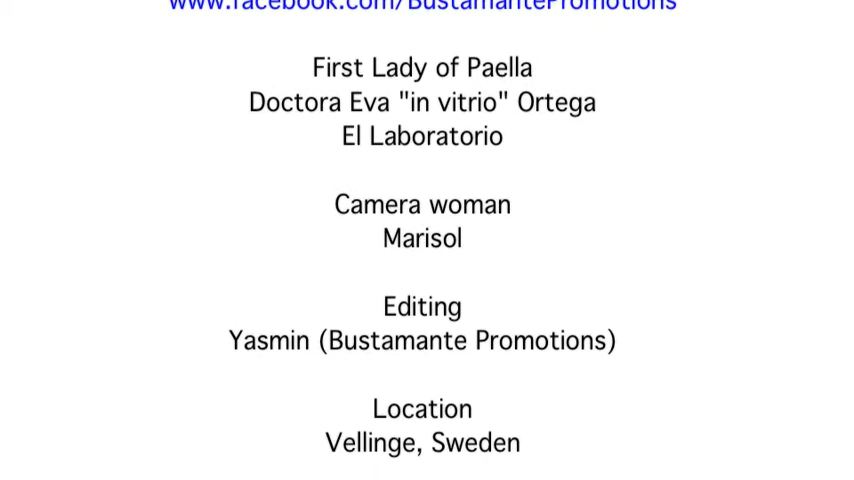 www.facebook.com/BustamantePromotions
First Lady of Paella
Doctora Eva "in vitrio" Ortega
El Laboratorio
Camera woman
Marisol
Editing
Yasmin (Bustamante Promotions)
Location
Vellinge, Sweden